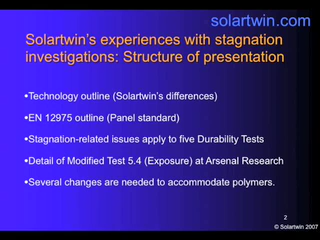 solartwin.com
Solartwin's experiences with stagnation
investigations: Structure of presentation
•Technology outline (Solartwin's differences)
•EN 12975 outline (Panel standard)
•Stagnation-related issues apply to five Durability Tests
•Detail of Modified Test 5.4 (Exposure) at Arsenal Research
•Several changes are needed to accommodate polymers.
2
© Solartwin 2007